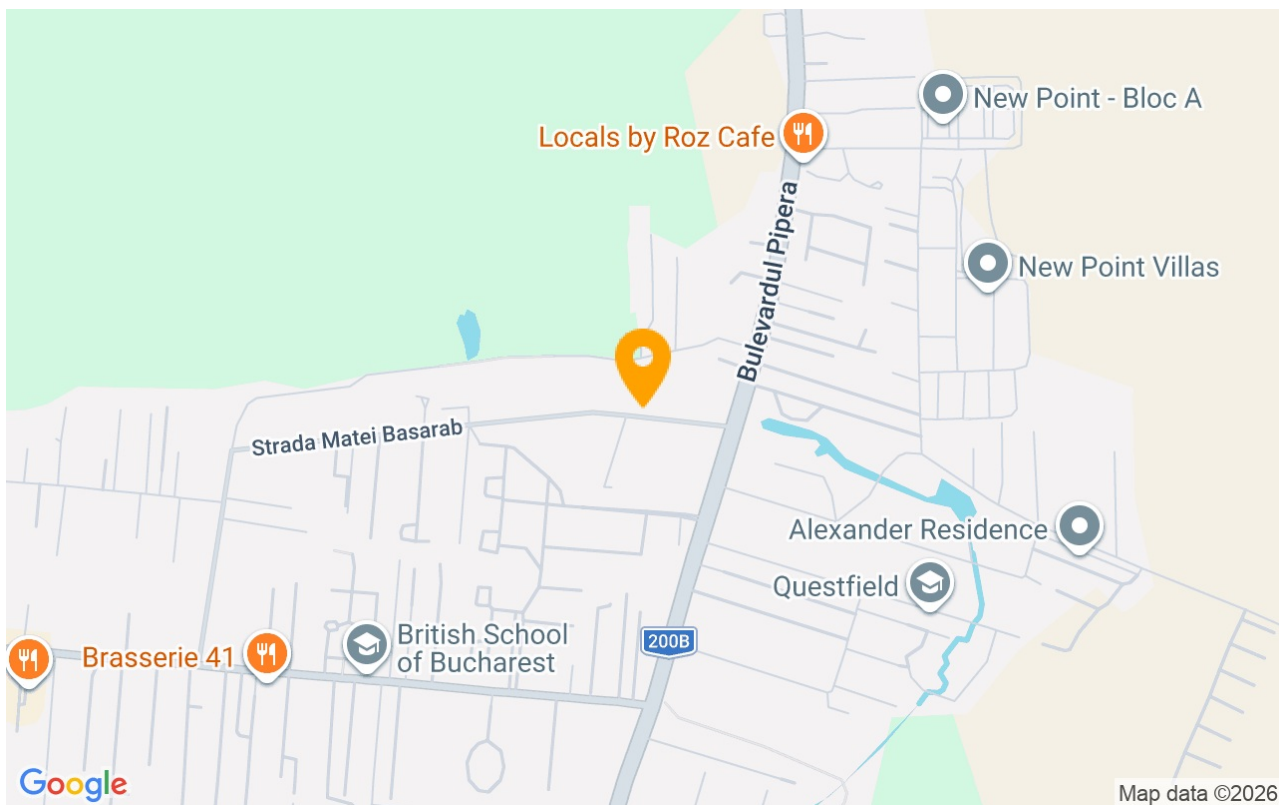 New Point - Bloc A
Locals by Roz Cafe
Bulevardul Pipera
New Point Villas
Strada Matei Basarab
Alexander Residence
Questfield
British School
of Bucharest
200B
Brasserie 41
Google
Map data ©2026